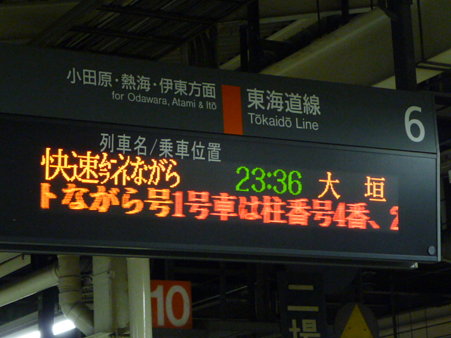 小田原・熱海・伊東方面
for Odawara, Atami & Itō
東海道線
Tōkaidō Line
6
列車名/乗車位置
快速ムーンライトながら 23:36 大垣
トながら号1号車は柱番号4番、2
10
二